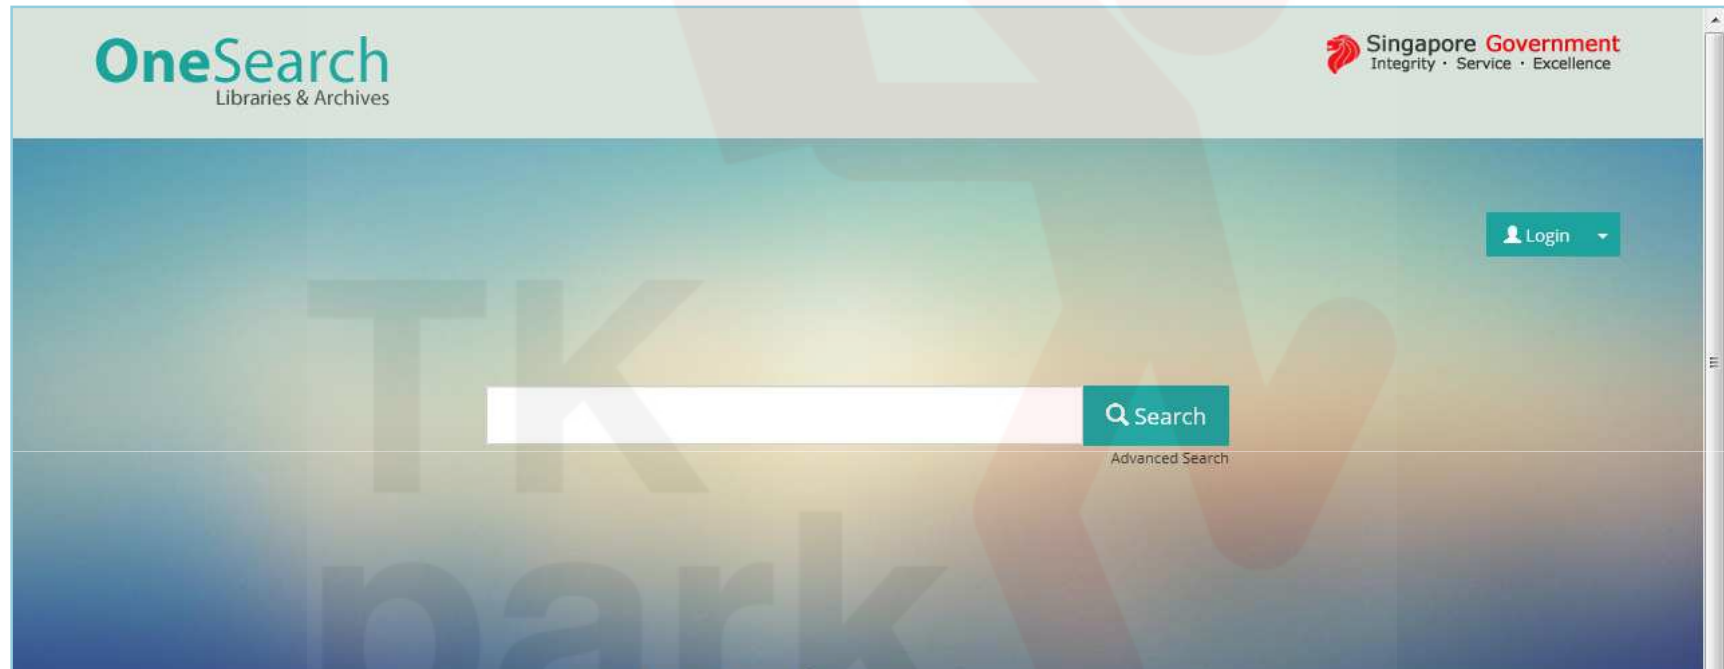 OneSearch
Libraries & Archives
Singapore Government
Integrity · Service · Excellence
Login
Search
Advanced Search
TK
park